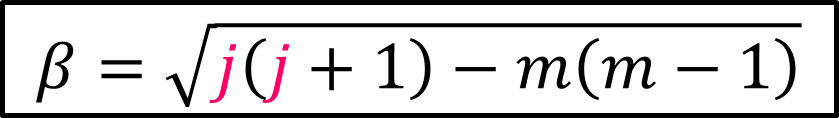 β = √j(j + 1) − m(m − 1)